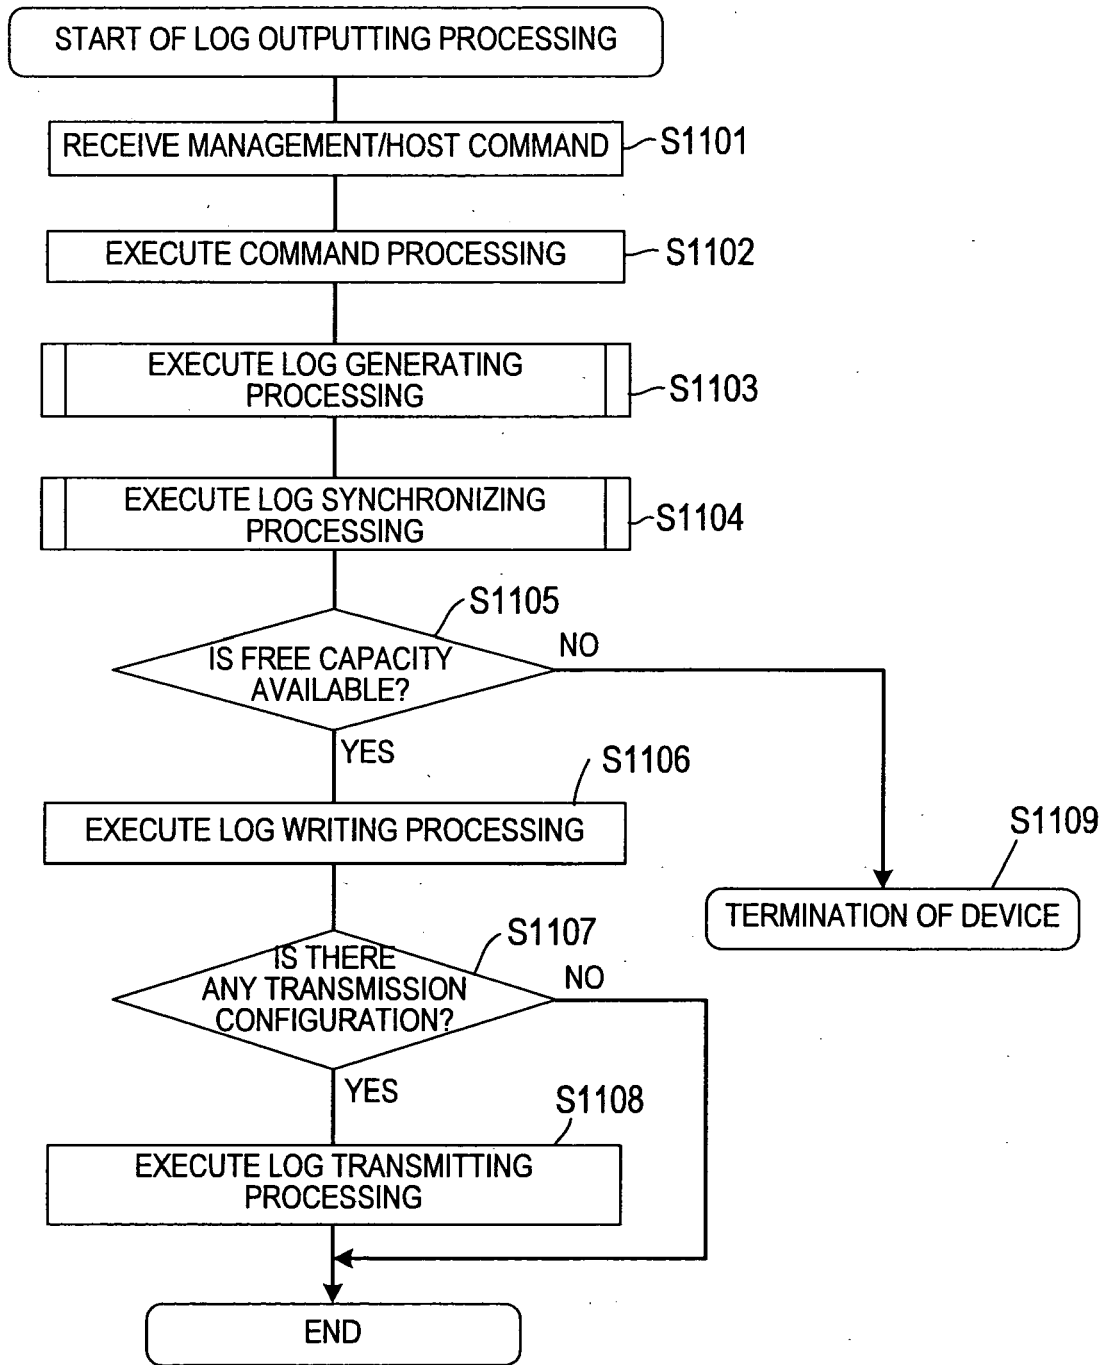 START OF LOG OUTPUTTING PROCESSING
RECEIVE MANAGEMENT/HOST COMMAND
S1101
EXECUTE COMMAND PROCESSING
S1102
EXECUTE LOG GENERATING
PROCESSING
S1103
EXECUTE LOG SYNCHRONIZING
PROCESSING
S1104
S1105
IS FREE CAPACITY
AVAILABLE?
NO
YES
S1106
EXECUTE LOG WRITING PROCESSING
S1109
TERMINATION OF DEVICE
S1107
IS THERE
ANY TRANSMISSION
CONFIGURATION?
NO
YES
S1108
EXECUTE LOG TRANSMITTING
PROCESSING
END